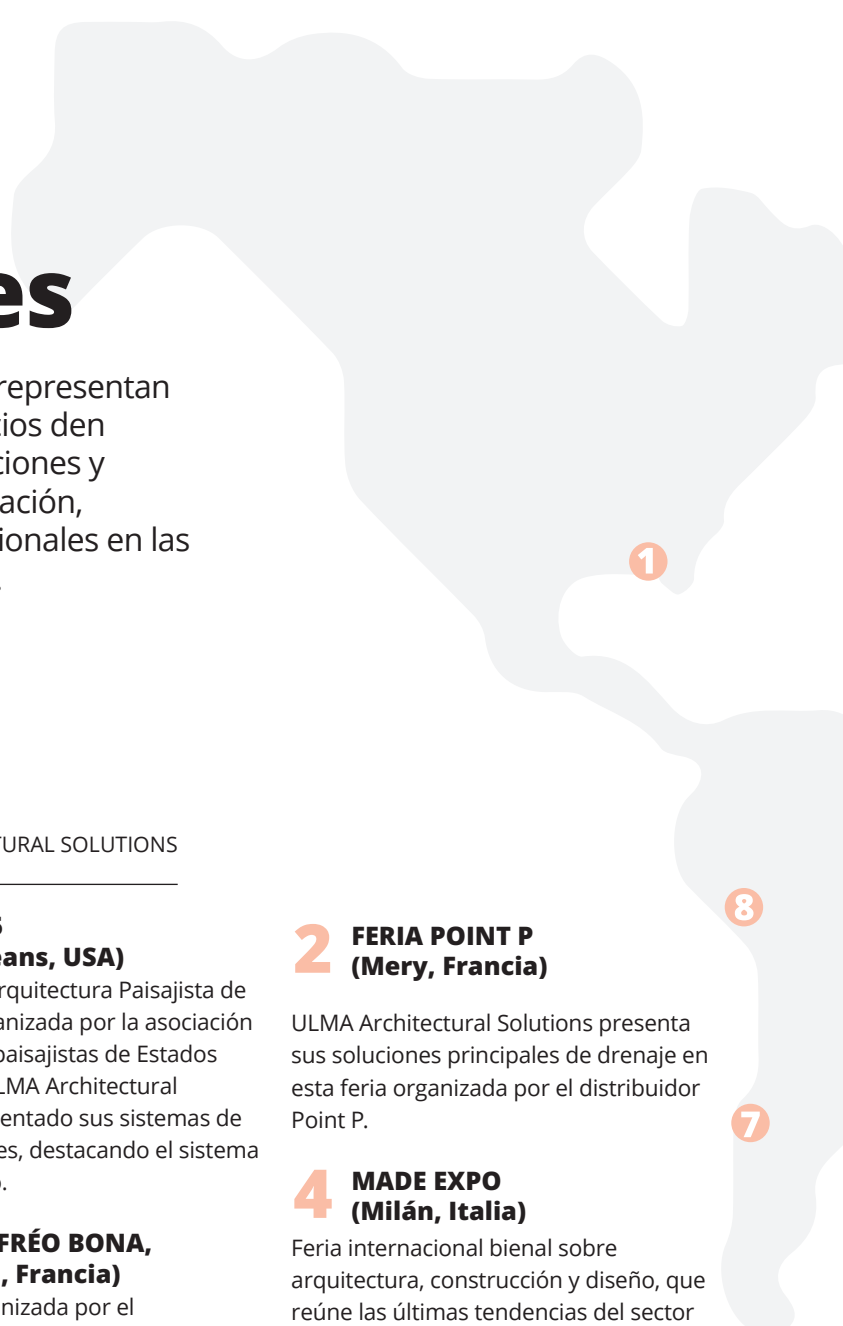 es
representan
ios den
ciones y
ación,
ionales en las
.
TURAL SOLUTIONS
eans, USA)
rquitectura Paisajista de
anizada por la asociación
paisajistas de Estados
LMA Architectural
entado sus sistemas de
es, destacando el sistema
.
FRÉO BONA,
, Francia)
nizada por el
2 FERIA POINT P
(Mery, Francia)
ULMA Architectural Solutions presenta
sus soluciones principales de drenaje en
esta feria organizada por el distribuidor
Point P.
4 MADE EXPO
(Milán, Italia)
Feria internacional bienal sobre
arquitectura, construcción y diseño, que
reúne las últimas tendencias del sector
1
8
7